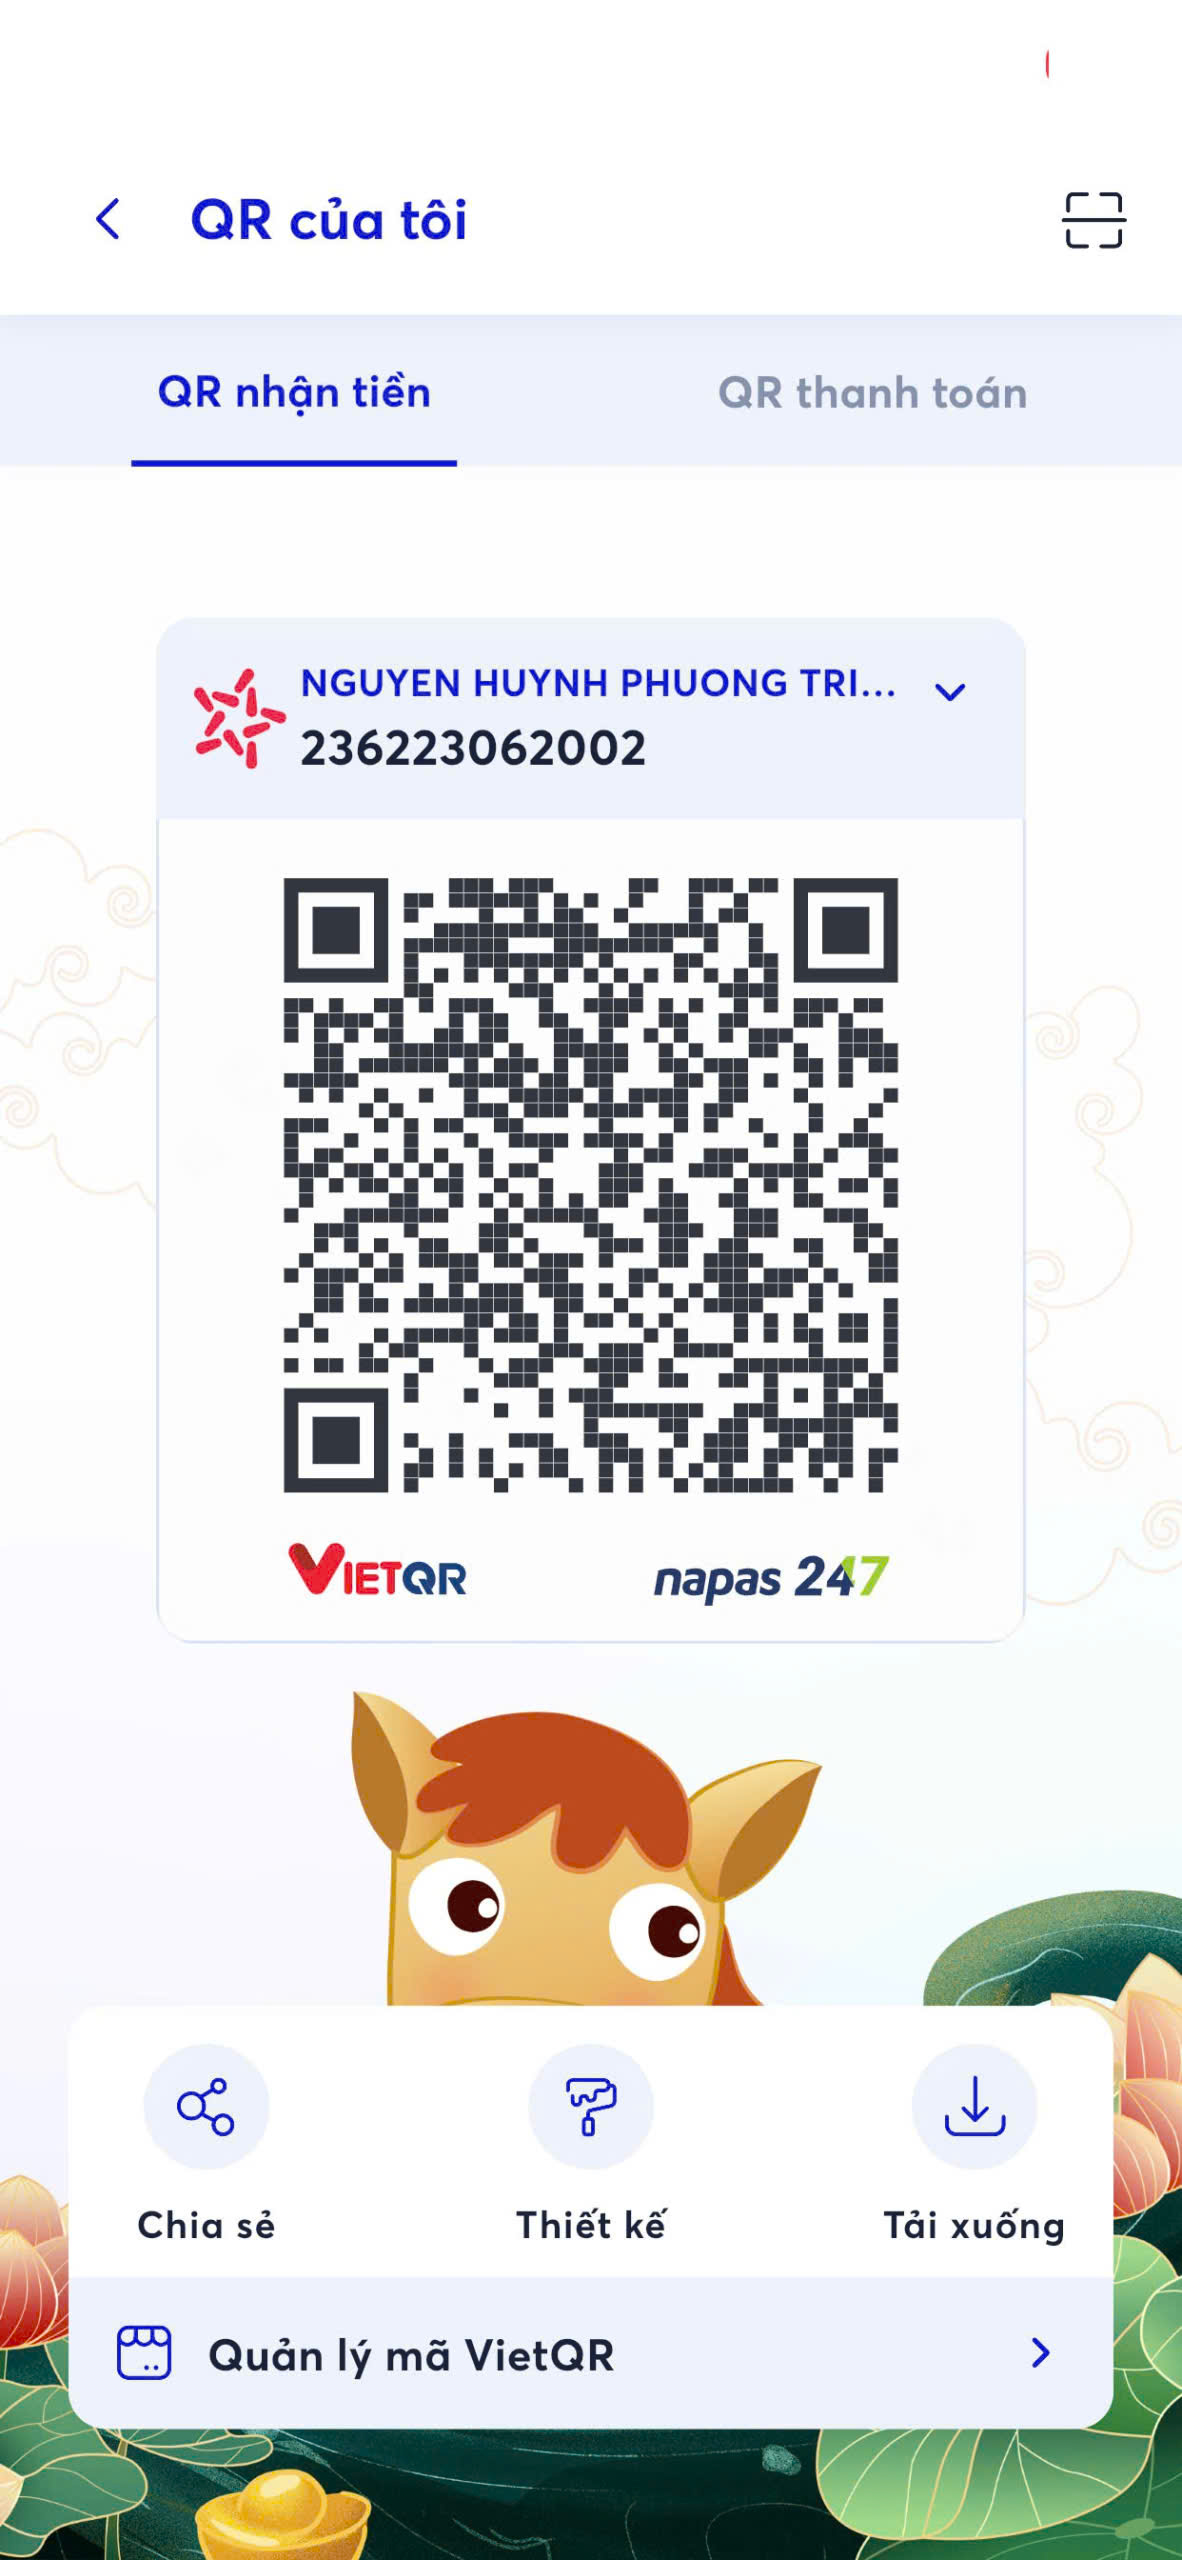 QR của tôi
QR nhận tiền
QR thanh toán
NGUYEN HUYNH PHUONG TRI...
236223062002
VIETQR
napas 247
Chia sẻ
Thiết kế
Tải xuống
Quản lý mã VietQR